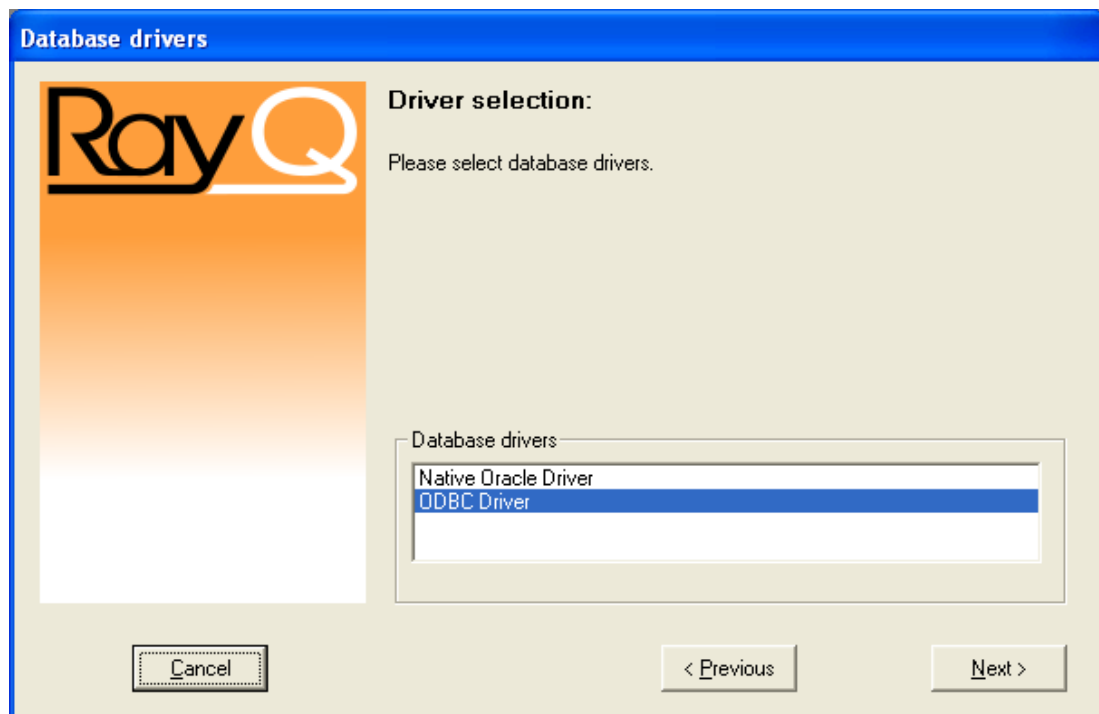 Database drivers
RayQ
Driver selection:
Please select database drivers.
Database drivers
Native Oracle Driver
ODBC Driver
Cancel
< Previous
Next >